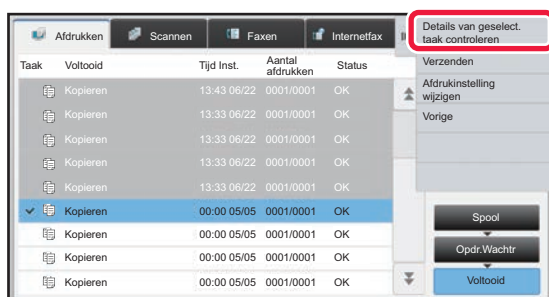 Afdrukken Scannen Faxen Internetfax
Taak Voltooid Tijd Inst. Aantal afdrukken Status
Kopieren 13:43 06/22 0001/0001 OK
Kopieren 13:33 06/22 0001/0001 OK
Kopieren 13:33 06/22 0001/0001 OK
Kopieren 13:33 06/22 0001/0001 OK
Kopieren 13:33 06/22 0001/0001 OK
Kopieren 00:00 05/05 0001/0001 OK
Kopieren 00:00 05/05 0001/0001 OK
Kopieren 00:00 05/05 0001/0001 OK
Kopieren 00:00 05/05 0001/0001 OK
Details van geselect.
taak controleren
Verzenden
Afdrukinstelling
wijzigen
Vorige
Spool
Opdr.Wachtr
Voltooid